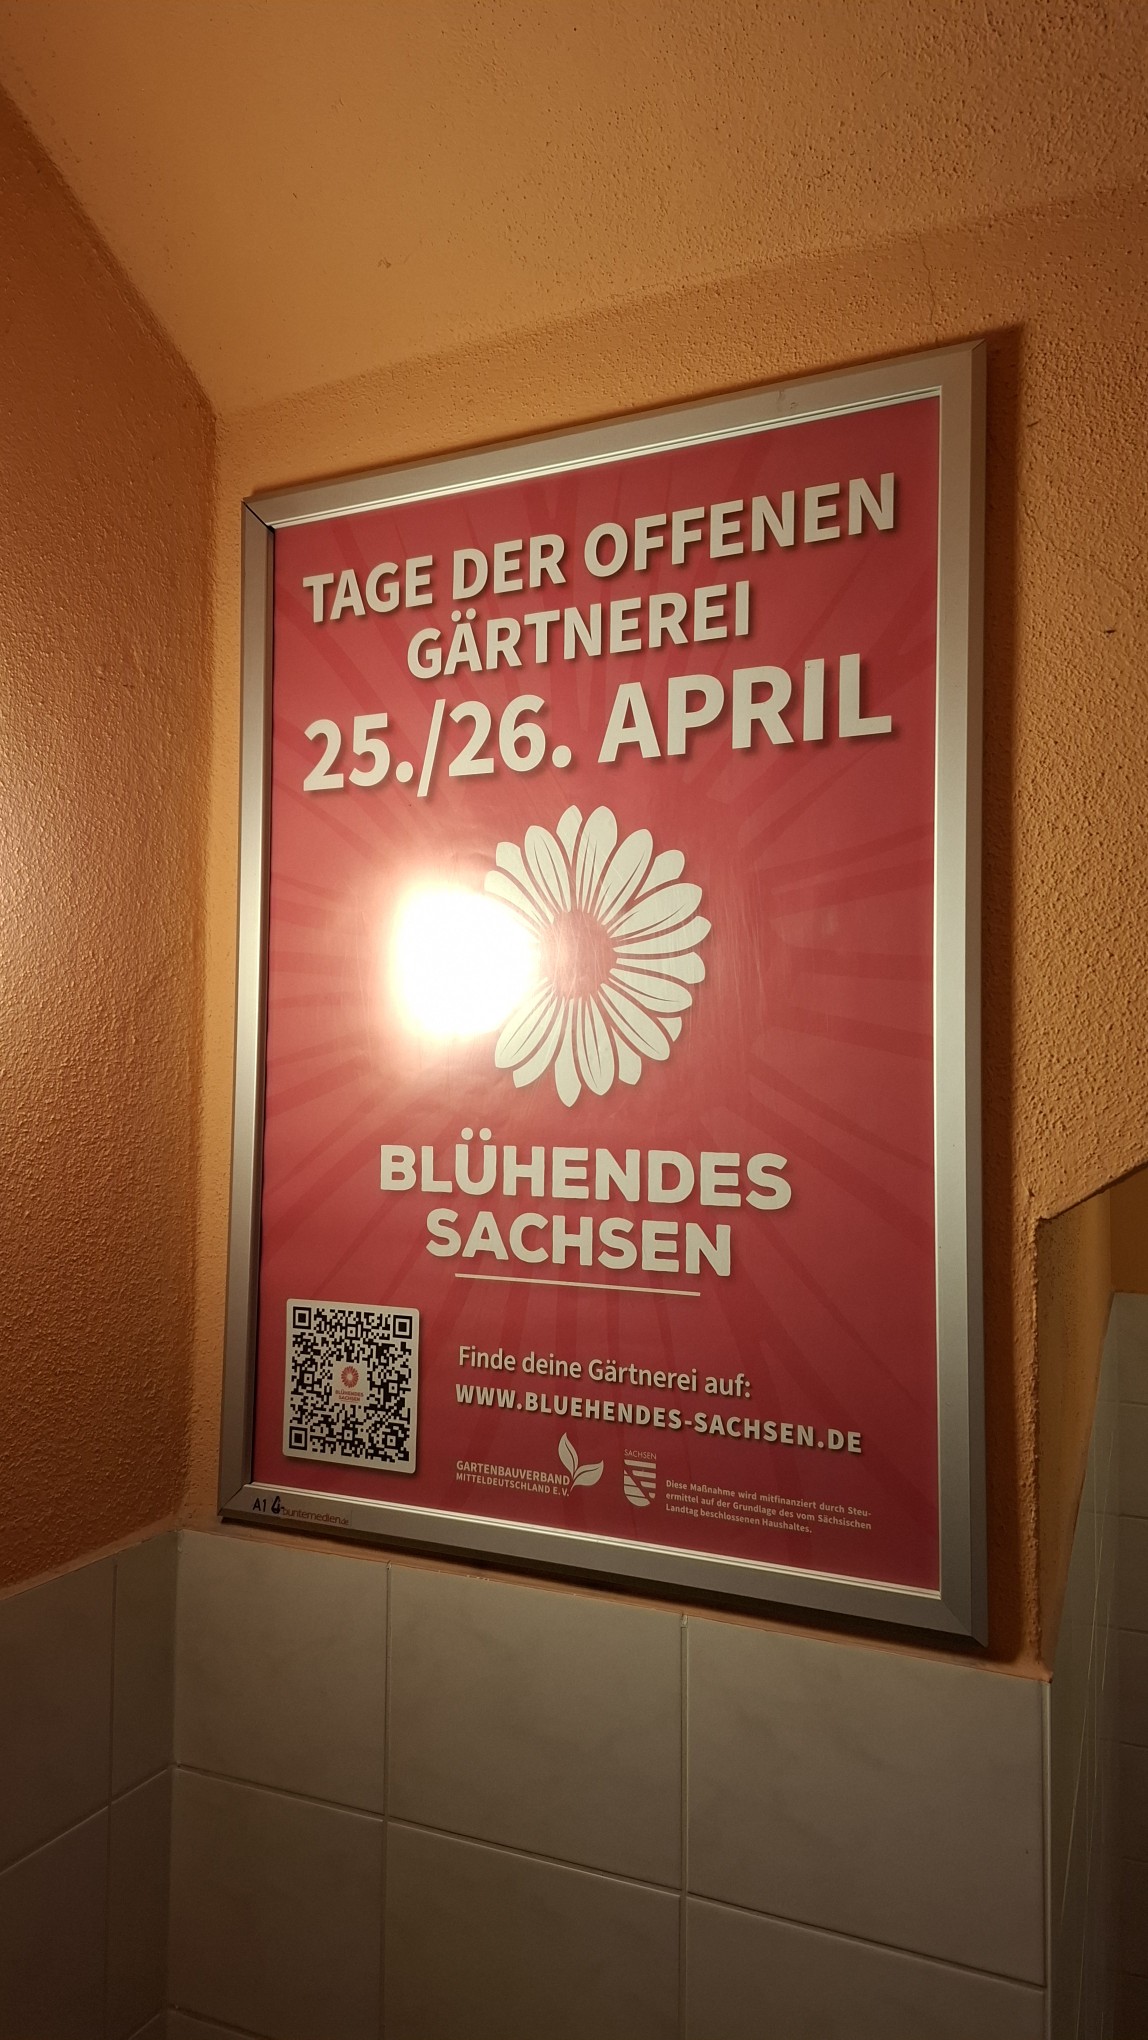 TAGE DER OFFENEN
GÄRTNEREI
25./26. APRIL
BLÜHENDES
SACHSEN
BLÜHENDES
SACHSEN
Finde deine Gärtnerei auf:
WWW.BLUEHENDES-SACHSEN.DE
GARTENBAUVERBAND
MITTELDEUTSCHLAND E.V.
SACHSEN
Diese Maßnahme wird mitfinanziert durch Steu-
ermittel auf der Grundlage des vom Sächsischen
Landtag beschlossenen Haushaltes.
A1 buntemedien.de